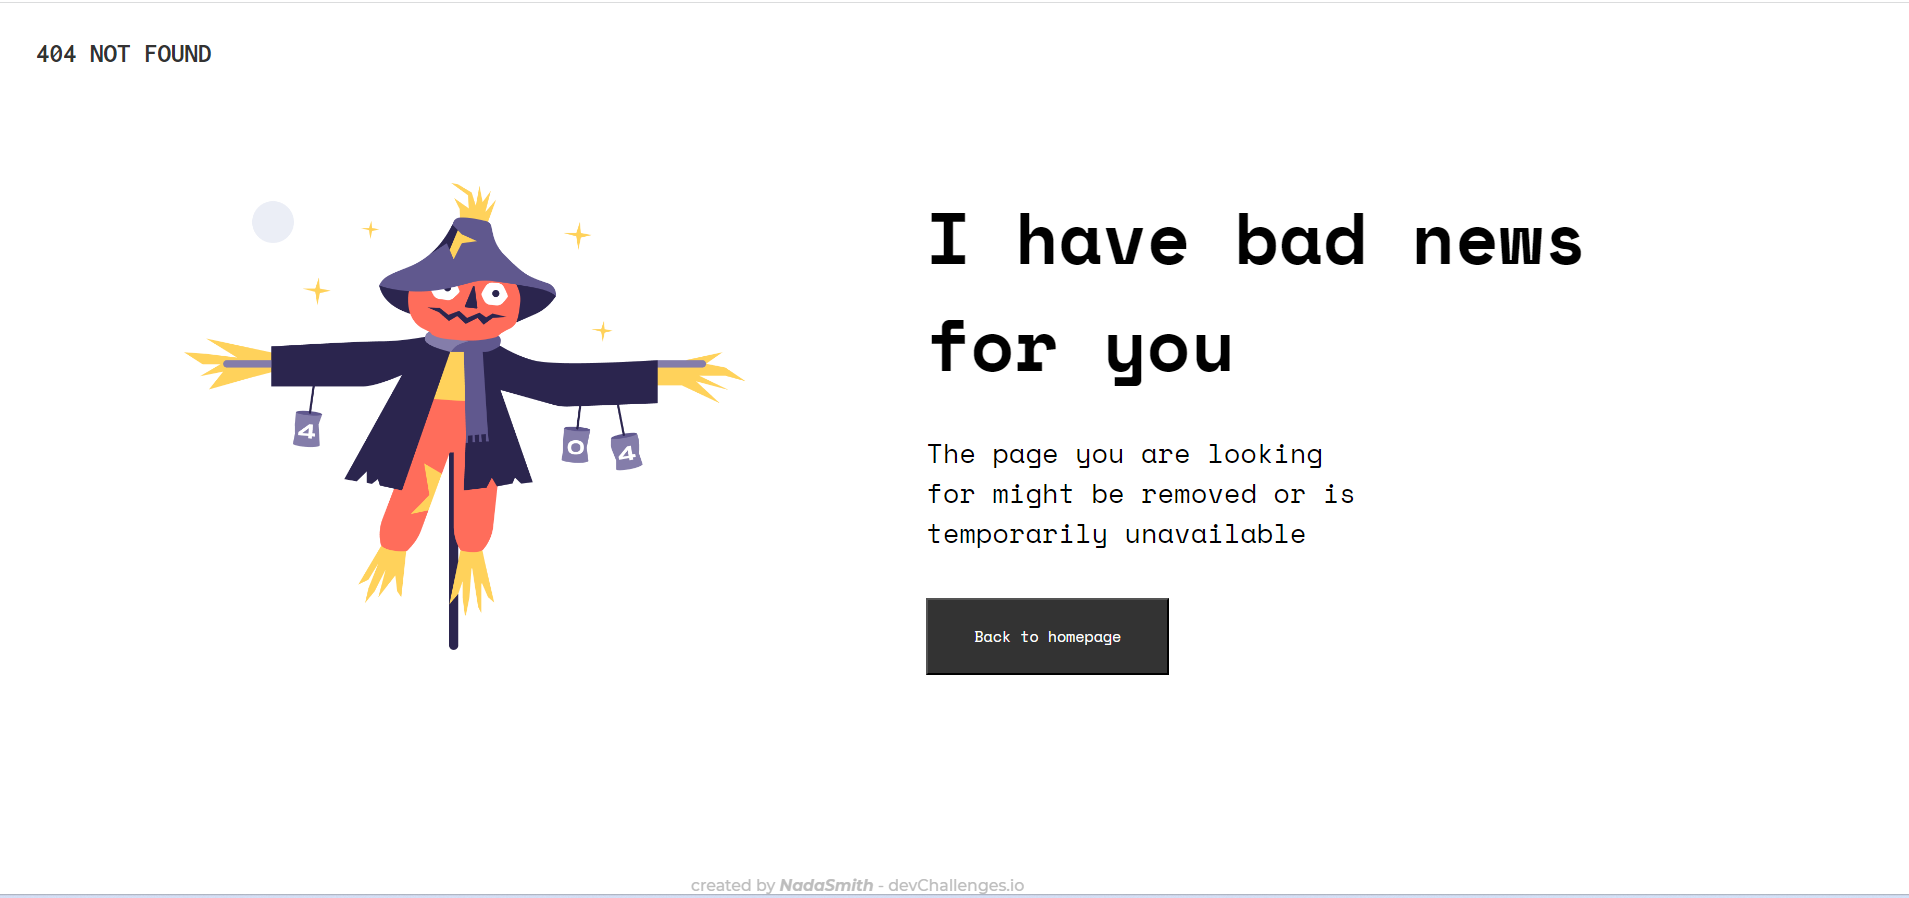 404 NOT FOUND
I have bad news
for you
4
0
4
The page you are looking
for might be removed or is
temporarily unavailable
Back to homepage
created by NadaSmith - devChallenges.io